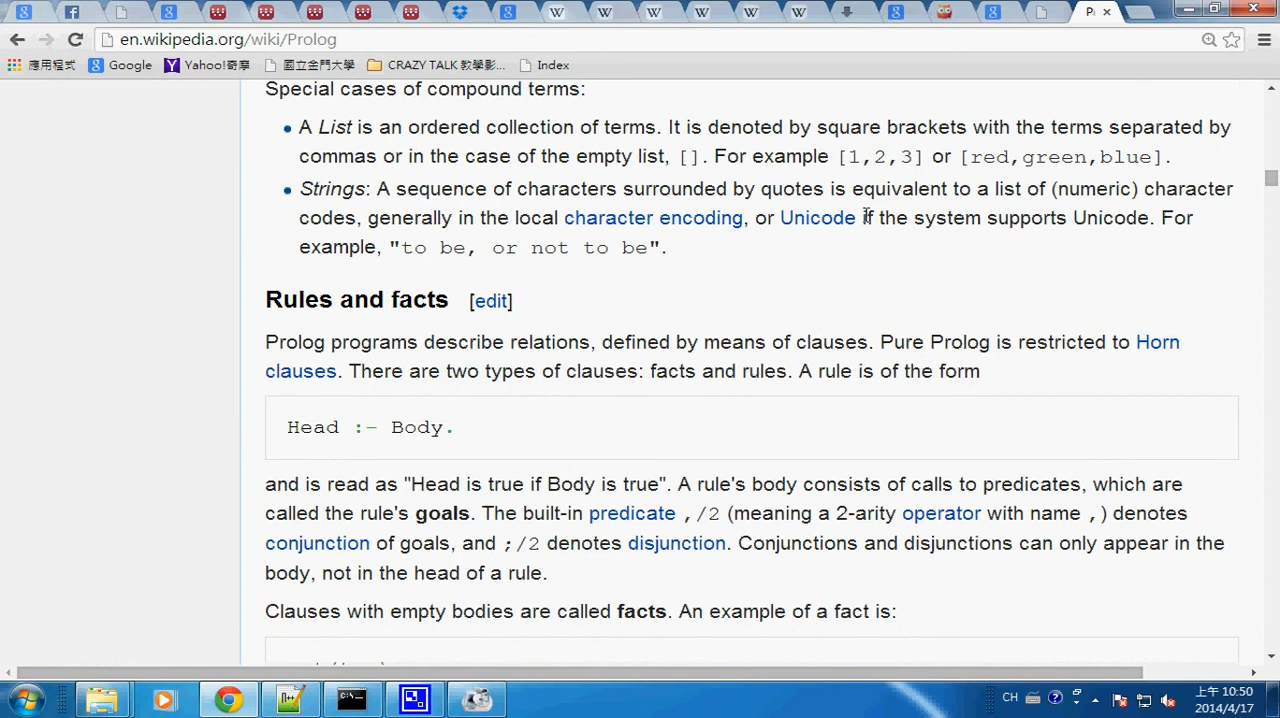 P
en.wikipedia.org/wiki/Prolog
應用程式 Google Yahoo!奇摩 國立金門大學 CRAZY TALK 教學影... Index
Special cases of compound terms:
• A List is an ordered collection of terms. It is denoted by square brackets with the terms separated by
commas or in the case of the empty list, []. For example [1,2,3] or [red,green,blue].
• Strings: A sequence of characters surrounded by quotes is equivalent to a list of (numeric) character
codes, generally in the local character encoding, or Unicode if the system supports Unicode. For
example, "to be, or not to be".
Rules and facts [edit]
Prolog programs describe relations, defined by means of clauses. Pure Prolog is restricted to Horn
clauses. There are two types of clauses: facts and rules. A rule is of the form
Head :- Body.
and is read as "Head is true if Body is true". A rule's body consists of calls to predicates, which are
called the rule's goals. The built-in predicate ,/2 (meaning a 2-arity operator with name ,) denotes
conjunction of goals, and ;/2 denotes disjunction. Conjunctions and disjunctions can only appear in the
body, not in the head of a rule.
Clauses with empty bodies are called facts. An example of a fact is:
CH
上午 10:50
2014/4/17